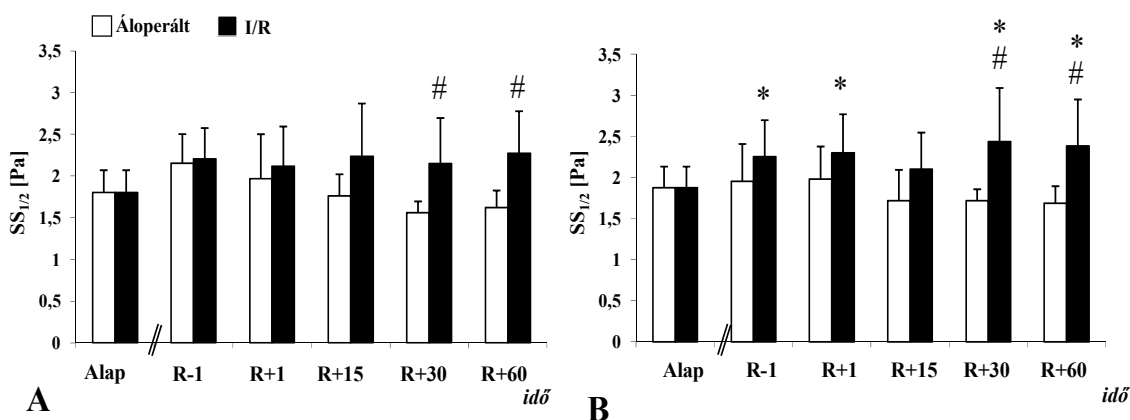 Áloperált I/R
3,5
3
2,5
2
1,5
1
0,5
0
SS1/2 [Pa]
# #
Alap R-1 R+1 R+15 R+30 R+60
idő
A
3,5
3
2,5
2
1,5
1
0,5
0
SS1/2 [Pa]
* * * # * #
Alap R-1 R+1 R+15 R+30 R+60
idő
B